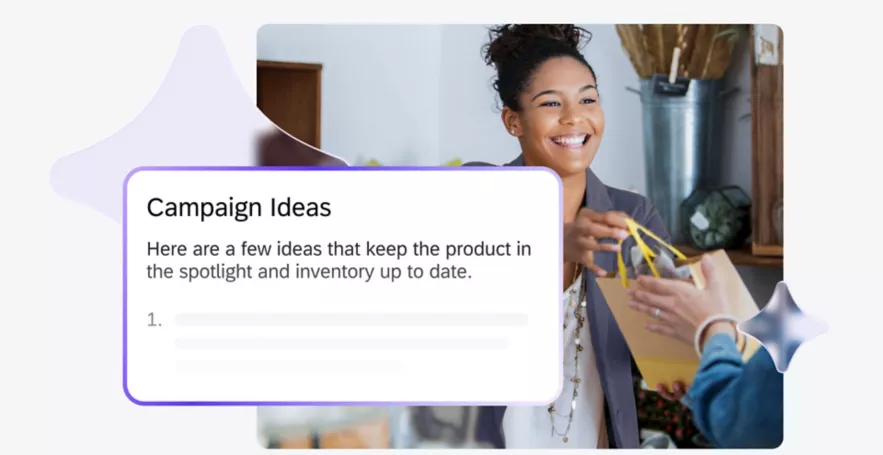 Campaign Ideas
Here are a few ideas that keep the product in
the spotlight and inventory up to date.
1.